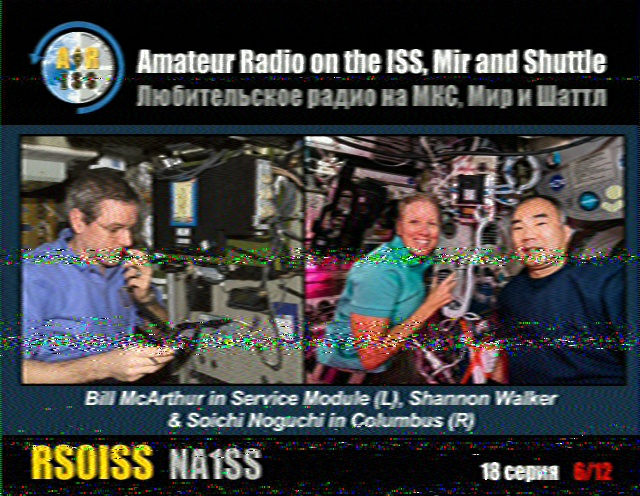 ARISS
Amateur Radio on the ISS, Mir and Shuttle
Любительское радио на МКС, Мир и Шаттл
Bill McArthur in Service Module (L), Shannon Walker
& Soichi Noguchi in Columbus (R)
RS0ISS NA1SS
18 серия 6/12